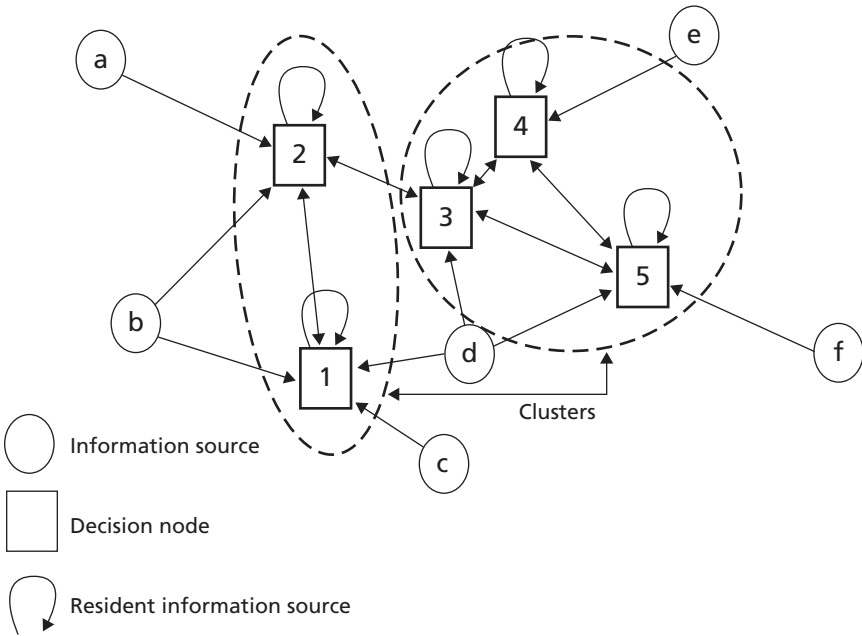 a
e
2
4
3
5
b
d
f
1
Clusters
c
Information source
Decision node
Resident information source